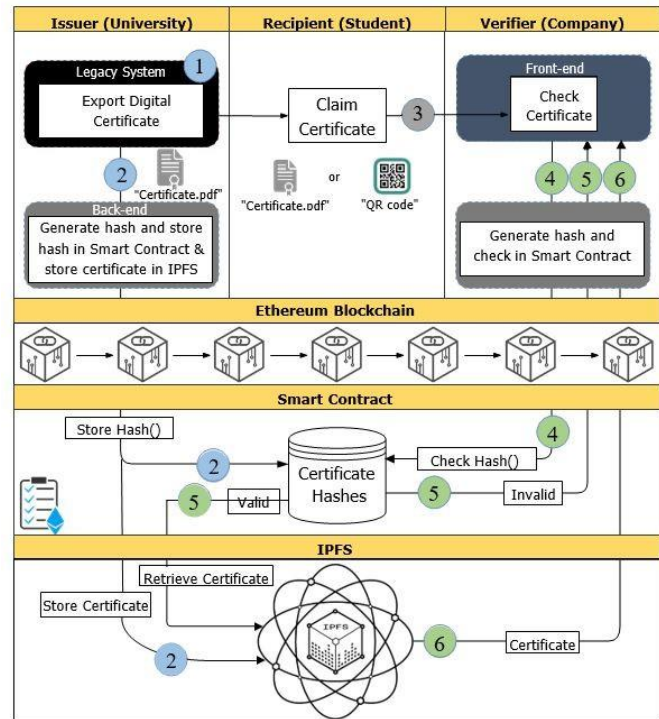 Issuer (University)
Recipient (Student)
Verifier (Company)
Legacy System
1
Export Digital
Certificate
2
"Certificate.pdf"
Back-end
Generate hash and store
hash in Smart Contract &
store certificate in IPFS
Claim
Certificate
3
or
"Certificate.pdf"
"QR code"
Front-end
Check
Certificate
4
5
6
Generate hash and
check in Smart Contract
Ethereum Blockchain
Smart Contract
Store Hash()
2
Certificate
Hashes
4
Check Hash()
5
Valid
5
Invalid
IPFS
Retrieve Certificate
Store Certificate
2
IPFS
6
Certificate